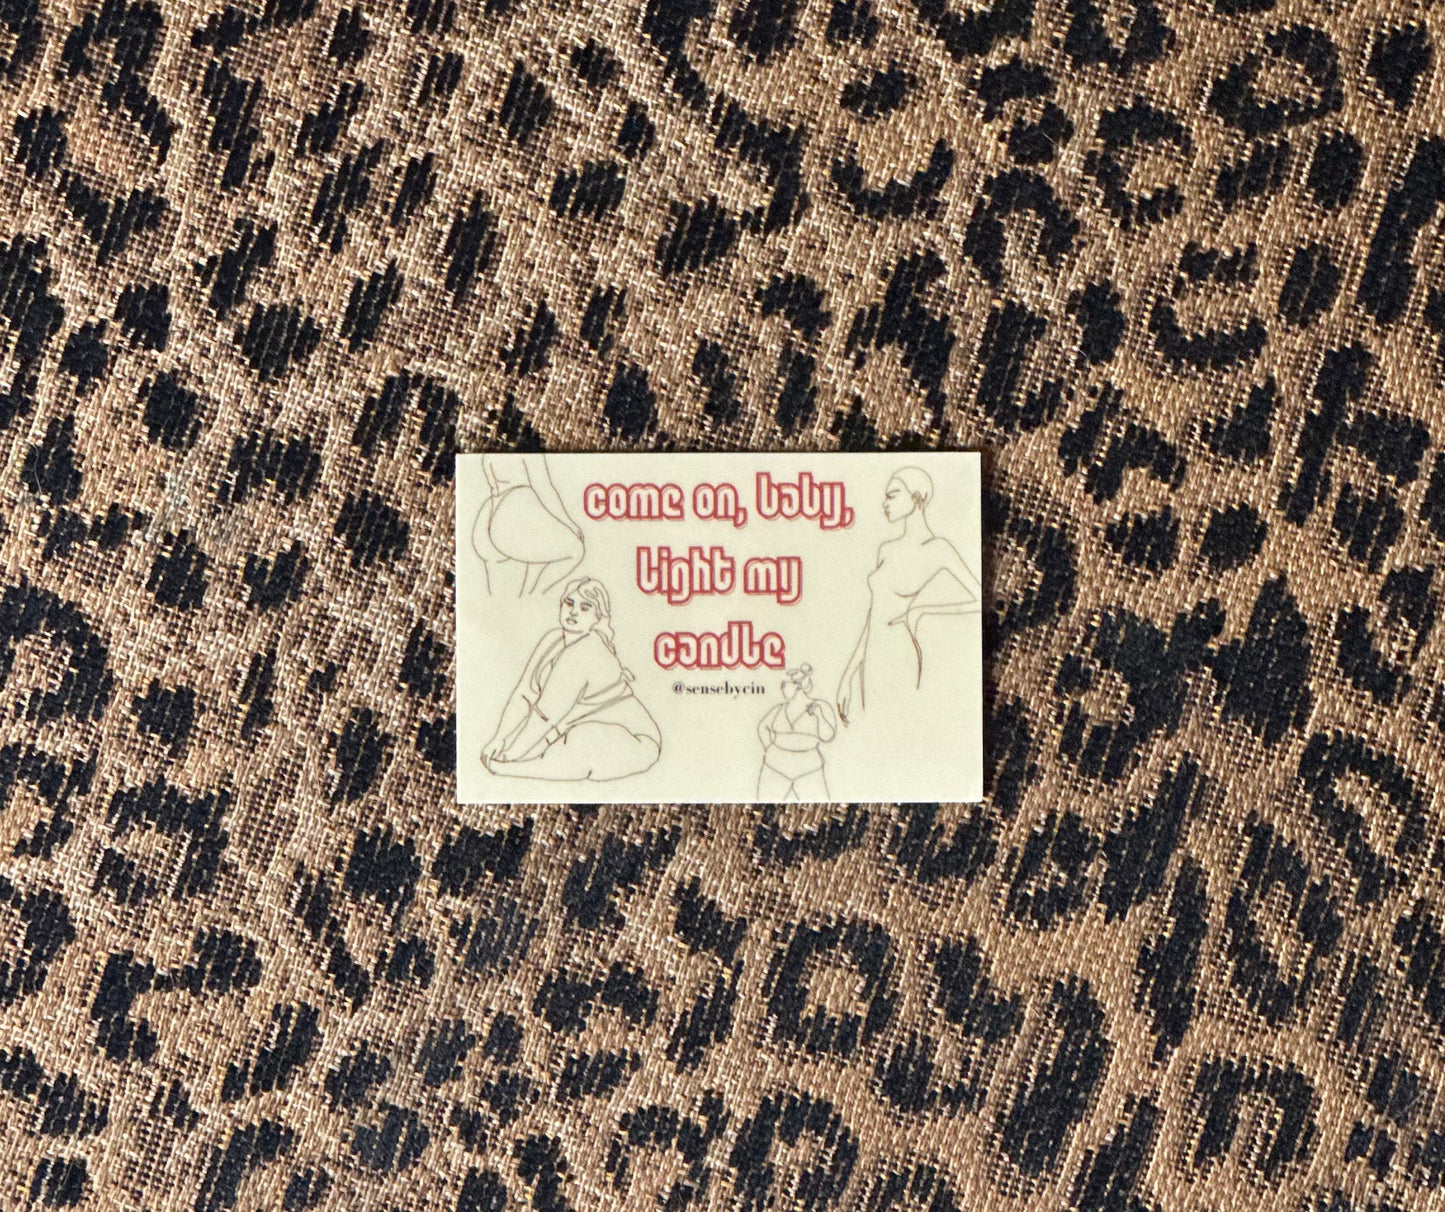 come on, baby,
light my
candle
@sensebycin